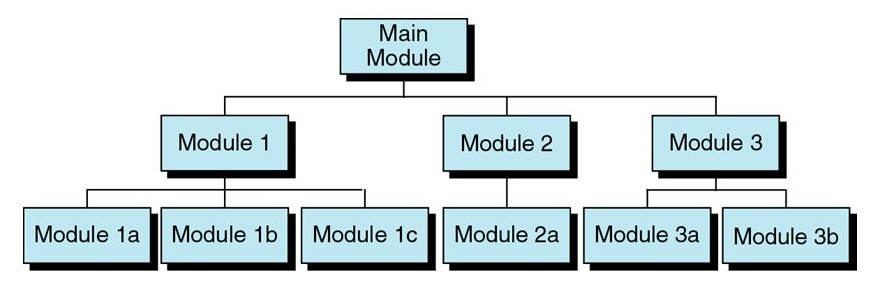 Main
Module
Module 1
Module 2
Module 3
Module 1a
Module 1b
Module 1c
Module 2a
Module 3a
Module 3b